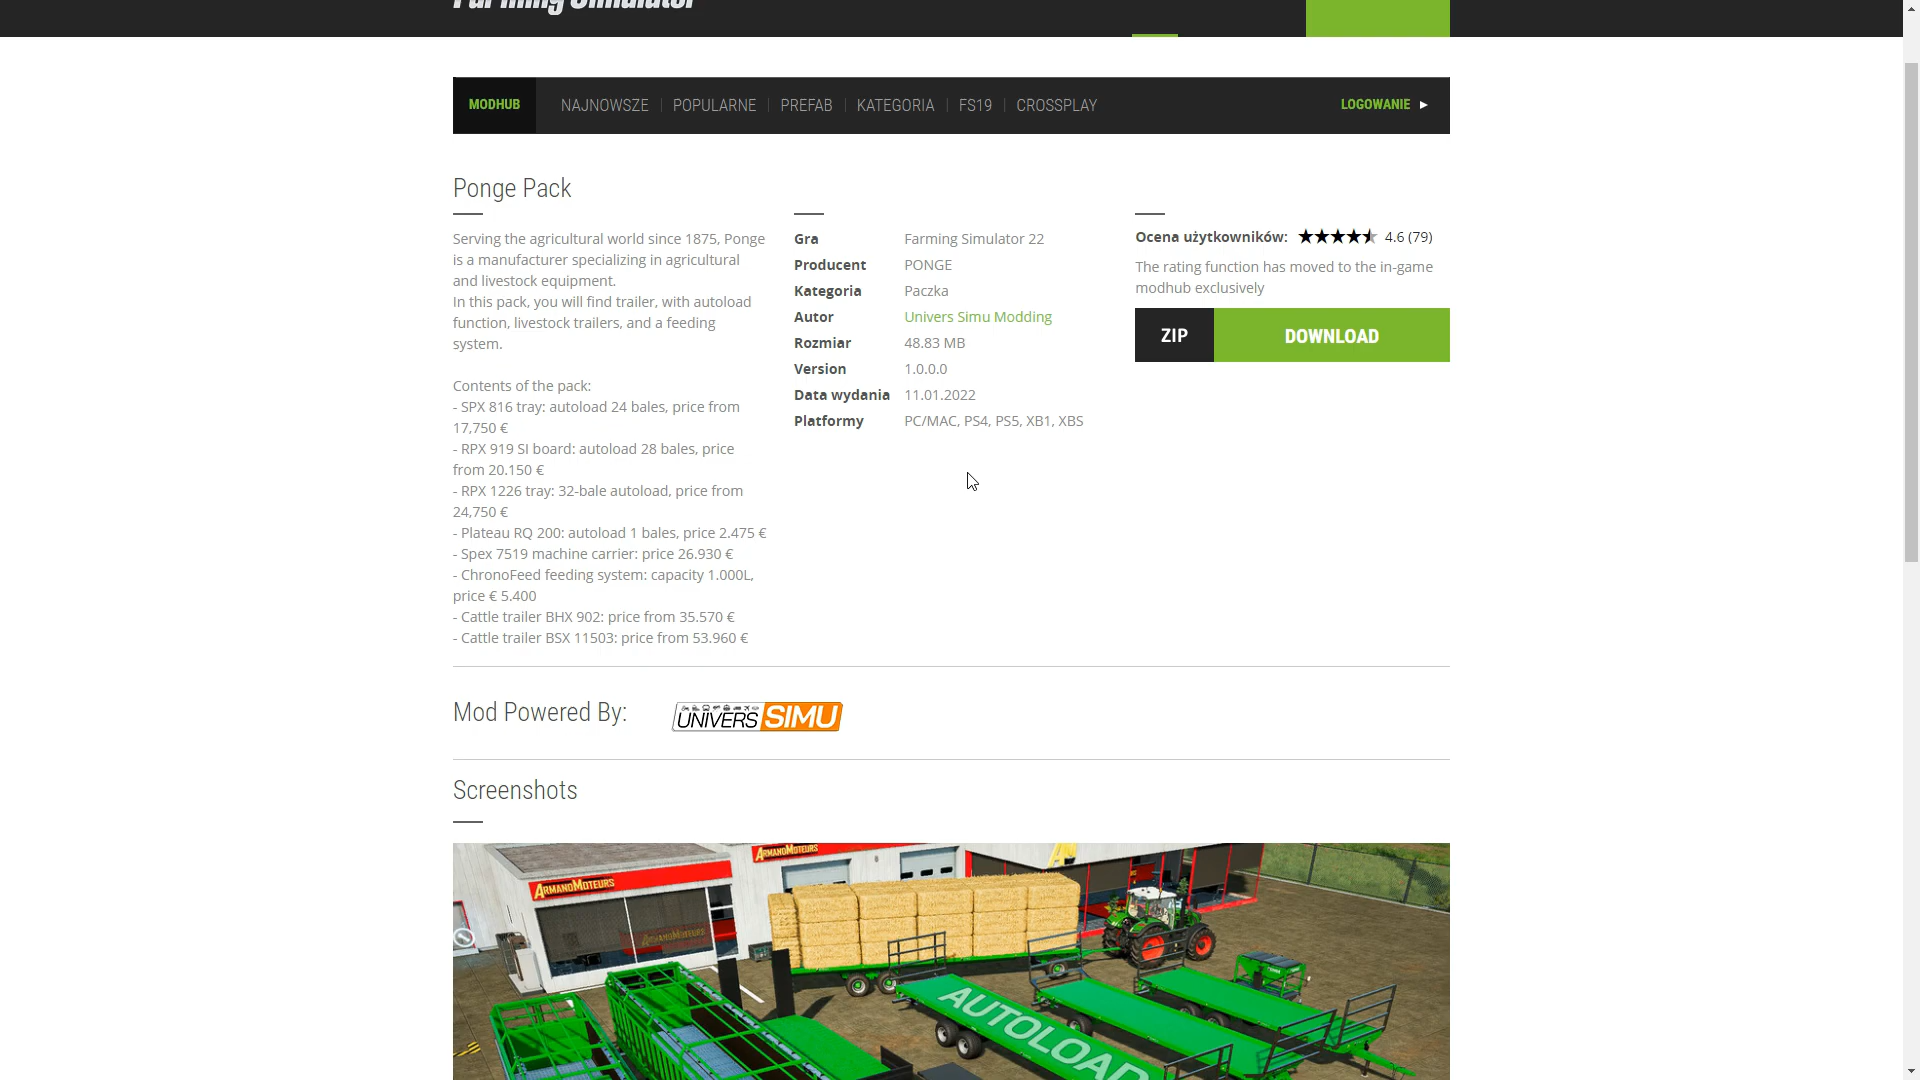 Farming Simulator
MODHUB
NAJNOWSZE
POPULARNE
PREFAB
KATEGORIA
FS19
CROSSPLAY
LOGOWANIE
Ponge Pack
Serving the agricultural world since 1875, Ponge
is a manufacturer specializing in agricultural
and livestock equipment.
In this pack, you will find trailer, with autoload
function, livestock trailers, and a feeding
system.
Contents of the pack:
- SPX 816 tray: autoload 24 bales, price from
17,750 €
- RPX 919 SI board: autoload 28 bales, price
from 20.150 €
- RPX 1226 tray: 32-bale autoload, price from
24,750 €
- Plateau RQ 200: autoload 1 bales, price 2.475 €
- Spex 7519 machine carrier: price 26.930 €
- ChronoFeed feeding system: capacity 1.000L,
price € 5.400
- Cattle trailer BHX 902: price from 35.570 €
- Cattle trailer BSX 11503: price from 53.960 €
Gra Farming Simulator 22
Producent PONGE
Kategoria Paczka
Autor Univers Simu Modding
Rozmiar 48.83 MB
Version 1.0.0.0
Data wydania 11.01.2022
Platformy PC/MAC, PS4, PS5, XB1, XBS
Ocena użytkowników: 4.6 (79)
The rating function has moved to the in-game
modhub exclusively
ZIP DOWNLOAD
Mod Powered By:
UNIVERS SIMU
Screenshots
ARMANDMOTEURS
ARMANDMOTEURS
ARMANDMOTEURS
AUTOLOAD